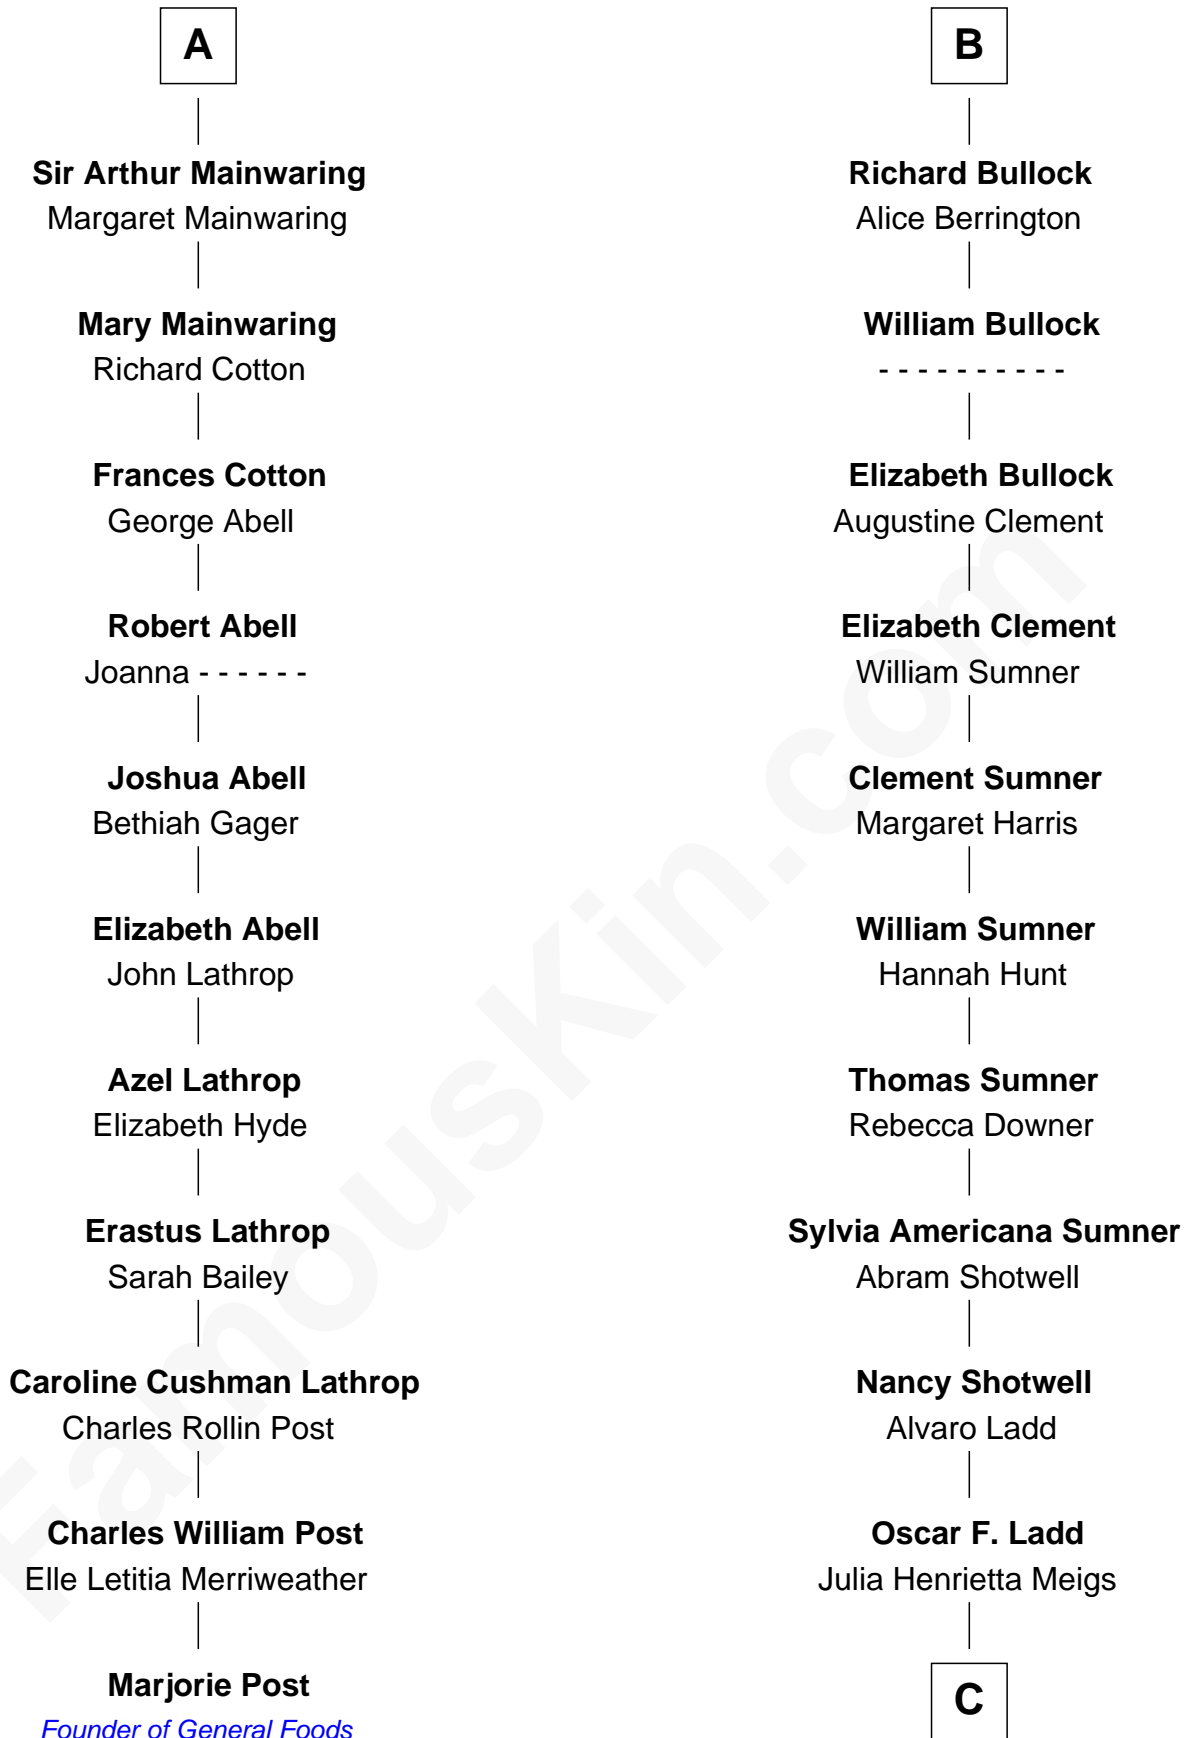 A
Sir Arthur Mainwaring
Margaret Mainwaring
Mary Mainwaring
Richard Cotton
Frances Cotton
George Abell
Robert Abell
Joanna - - - - - -
Joshua Abell
Bethiah Gager
Elizabeth Abell
John Lathrop
Azel Lathrop
Elizabeth Hyde
Erastus Lathrop
Sarah Bailey
Caroline Cushman Lathrop
Charles Rollin Post
Charles William Post
Elle Letitia Merriweather
Marjorie Post
Founder of General Foods
B
Richard Bullock
Alice Berrington
William Bullock
- - - - - - - - - -
Elizabeth Bullock
Augustine Clement
Elizabeth Clement
William Sumner
Clement Sumner
Margaret Harris
William Sumner
Hannah Hunt
Thomas Sumner
Rebecca Downer
Sylvia Americana Sumner
Abram Shotwell
Nancy Shotwell
Alvaro Ladd
Oscar F. Ladd
Julia Henrietta Meigs
C
FamousKin.com